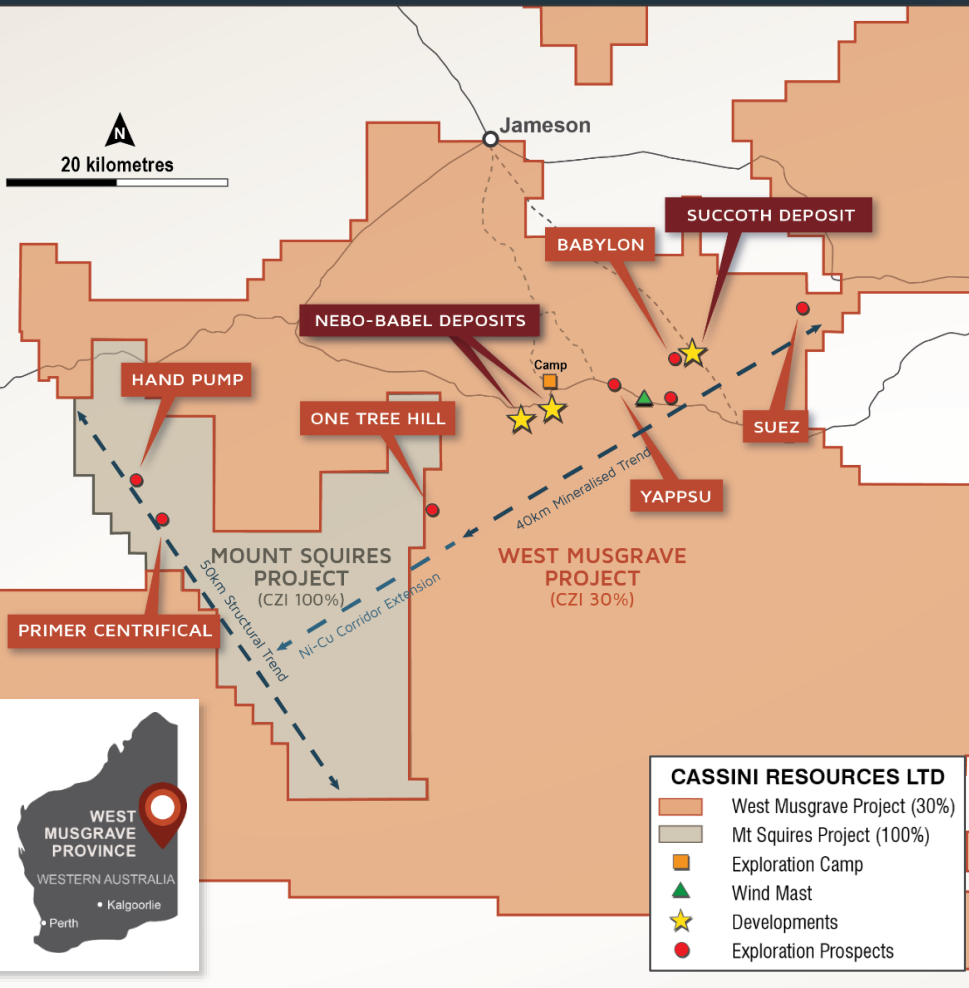 Jameson
N
20 kilometres
SUCCOTH DEPOSIT
BABYLON
NEBO-BABEL DEPOSITS
Camp
HAND PUMP
ONE TREE HILL
SUEZ
YAPPSU
40km Mineralised Trend
MOUNT SQUIRES
PROJECT
(CZI 100%)
WEST MUSGRAVE
PROJECT
(CZI 30%)
50km Structural Trend
Ni-Cu Corridor Extension
PRIMER CENTRIFICAL
WEST
MUSGRAVE
PROVINCE
WESTERN AUSTRALIA
Kalgoorlie
Perth
CASSINI RESOURCES LTD
West Musgrave Project (30%)
Mt Squires Project (100%)
Exploration Camp
Wind Mast
Developments
Exploration Prospects